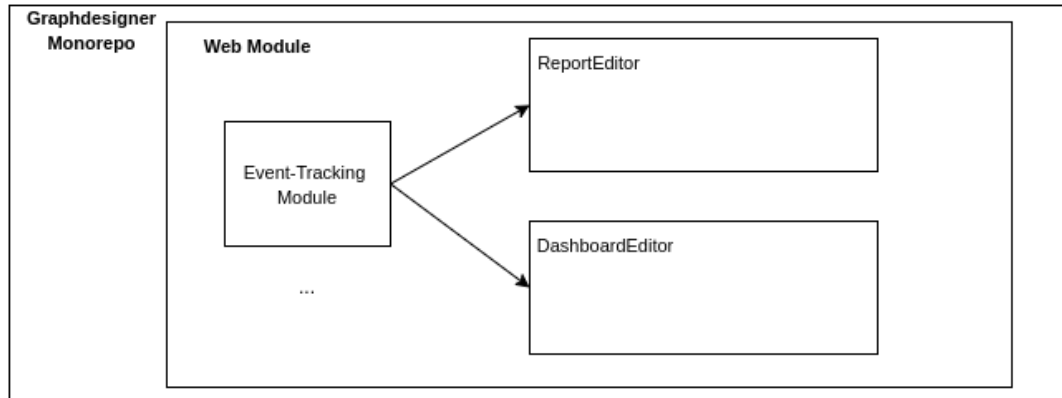 Graphdesigner
Monorepo
Web Module
ReportEditor
Event-Tracking
Module
DashboardEditor
...